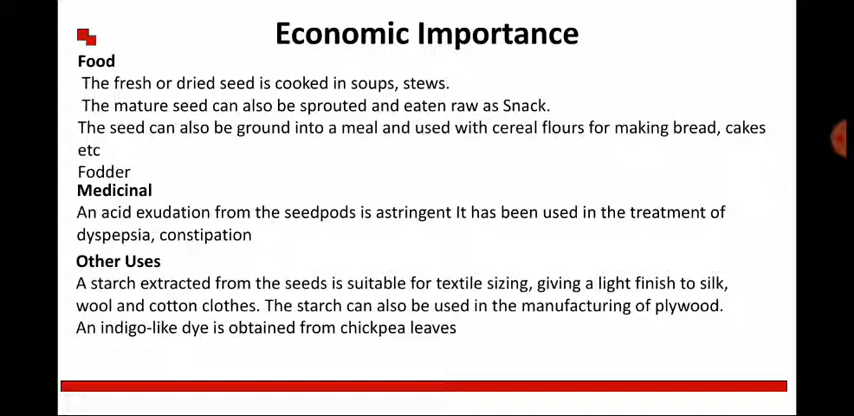 Economic Importance
Food
The fresh or dried seed is cooked in soups, stews.
The mature seed can also be sprouted and eaten raw as Snack.
The seed can also be ground into a meal and used with cereal flours for making bread, cakes
etc
Fodder
Medicinal
An acid exudation from the seedpods is astringent It has been used in the treatment of
dyspepsia, constipation
Other Uses
A starch extracted from the seeds is suitable for textile sizing, giving a light finish to silk,
wool and cotton clothes. The starch can also be used in the manufacturing of plywood.
An indigo-like dye is obtained from chickpea leaves